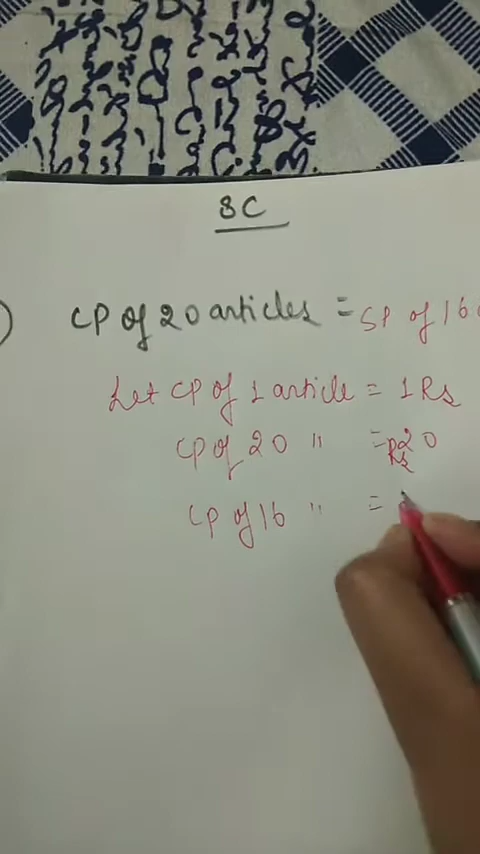 8C
) CP of 20 articles = SP of 16
Let CP of 1 article = 1 Rs
CP of 20 " = Rs 20
CP of 16 " =